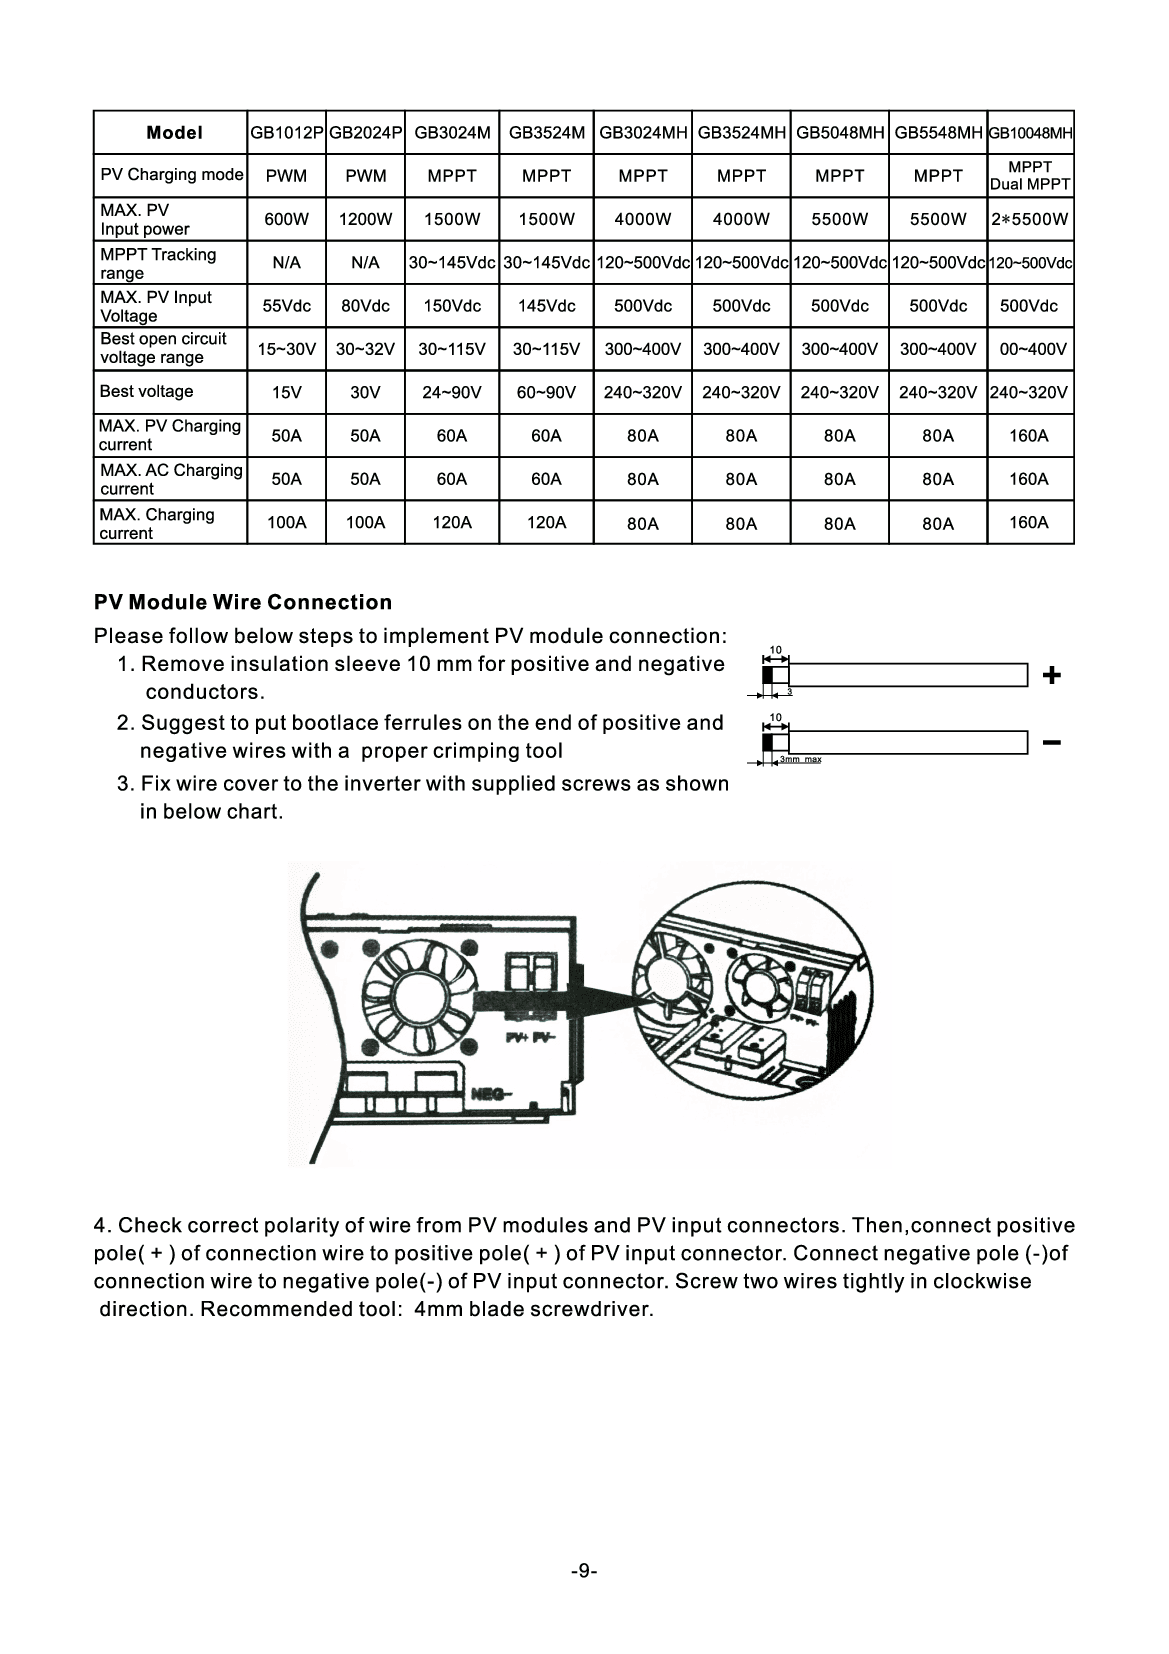 Model GB1012P GB2024P GB3024M GB3524M GB3024MH GB3524MH GB5048MH GB5548MH GB10048MH
PV Charging mode PWM PWM MPPT MPPT MPPT MPPT MPPT MPPT MPPT
Dual MPPT
MAX. PV
Input power 600W 1200W 1500W 1500W 4000W 4000W 5500W 5500W 2*5500W
MPPT Tracking
range N/A N/A 30~145Vdc 30~145Vdc 120~500Vdc 120~500Vdc 120~500Vdc 120~500Vdc 120~500Vdc
MAX. PV Input
Voltage 55Vdc 80Vdc 150Vdc 145Vdc 500Vdc 500Vdc 500Vdc 500Vdc 500Vdc
Best open circuit
voltage range 15~30V 30~32V 30~115V 30~115V 300~400V 300~400V 300~400V 300~400V 00~400V
Best voltage 15V 30V 24~90V 60~90V 240~320V 240~320V 240~320V 240~320V 240~320V
MAX. PV Charging
current 50A 50A 60A 60A 80A 80A 80A 80A 160A
MAX. AC Charging
current 50A 50A 60A 60A 80A 80A 80A 80A 160A
MAX. Charging
current 100A 100A 120A 120A 80A 80A 80A 80A 160A
PV Module Wire Connection
Please follow below steps to implement PV module connection:
1. Remove insulation sleeve 10 mm for positive and negative
conductors.
2. Suggest to put bootlace ferrules on the end of positive and
negative wires with a proper crimping tool
3. Fix wire cover to the inverter with supplied screws as shown
in below chart.
10
3
+
10
3mm max
−
PV+ PV-
NEG-
PV+ PV-
4. Check correct polarity of wire from PV modules and PV input connectors. Then,connect positive
pole( + ) of connection wire to positive pole( + ) of PV input connector. Connect negative pole (-)of
connection wire to negative pole(-) of PV input connector. Screw two wires tightly in clockwise
direction. Recommended tool: 4mm blade screwdriver.
-9-